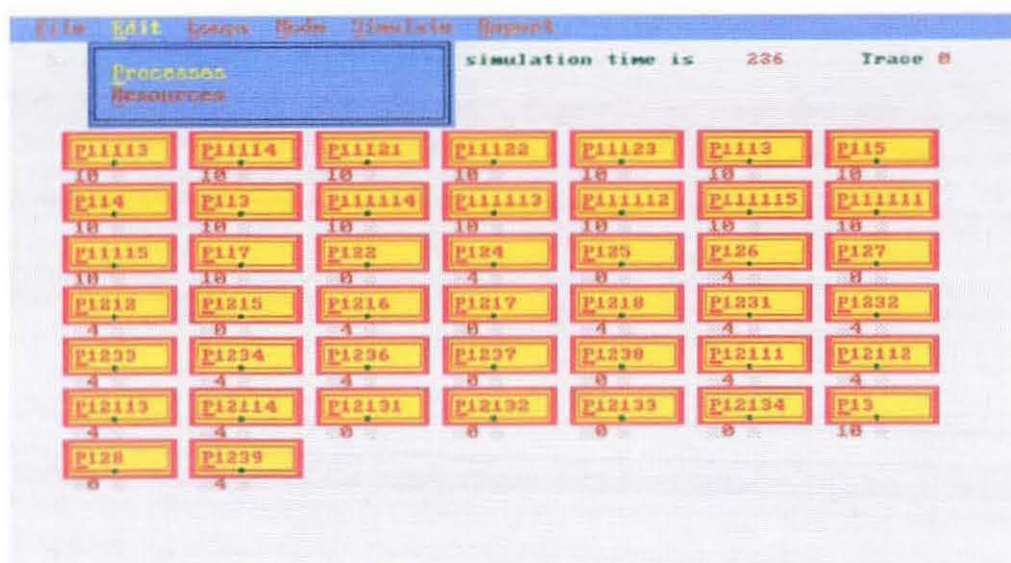 File Edit Loops Mode Simulate Report
simulation time is 236 Trace 0
Processes
Resources
P11113 P11114 P11121 P11122 P11123 P1113 P115
10 10 10 10 10 10 10
P114 P113 P111114 P111113 P111112 P111115 P111111
10 10 10 10 10 10 10
P11115 P117 P122 P124 P125 P126 P127
10 10 0 4 0 4 0
P1212 P1215 P1216 P1217 P1218 P1231 P1232
4 0 4 0 4 4 4
P1233 P1234 P1236 P1237 P1238 P12111 P12112
4 4 4 0 0 4 4
P12113 P12114 P12131 P12132 P12133 P12134 P13
4 4 0 0 0 0 10
P128 P1239
0 4